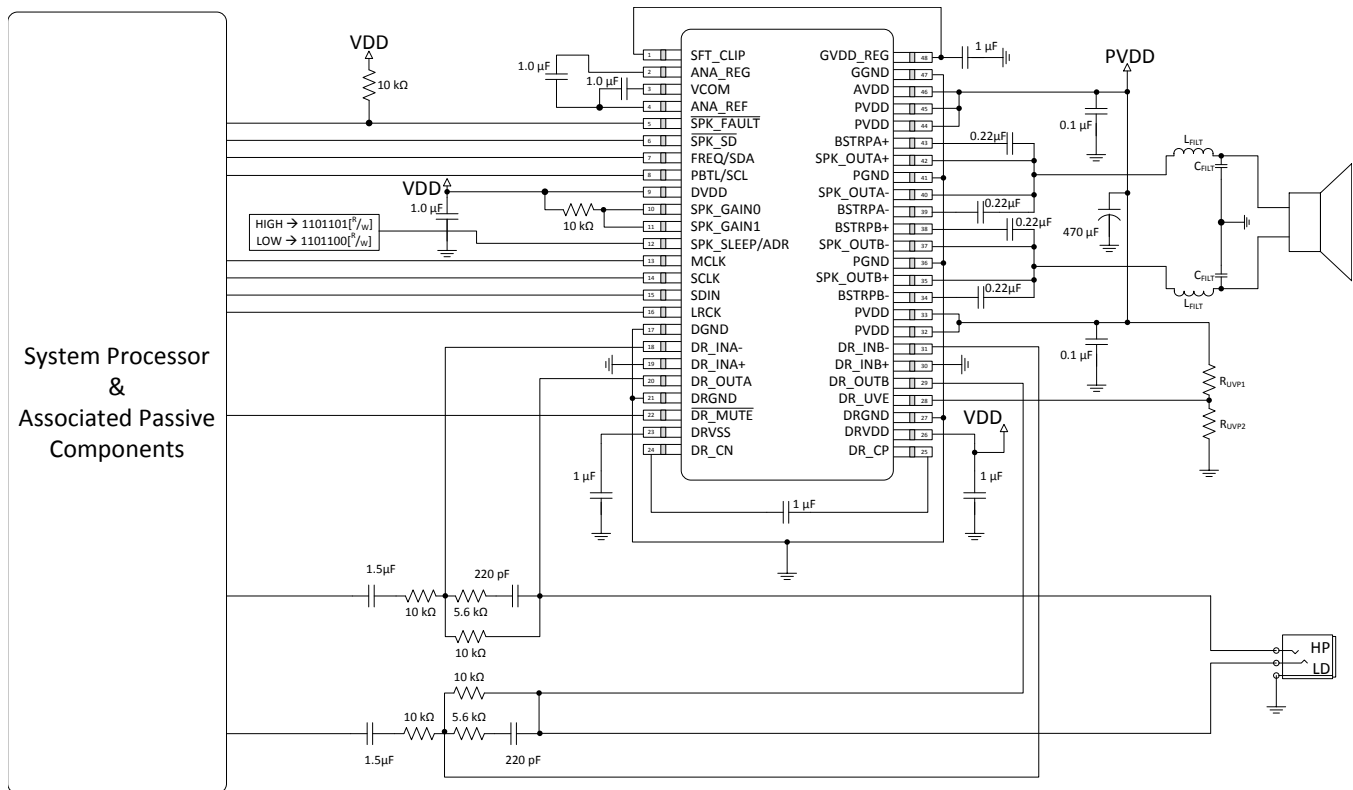 System Processor
&
Associated Passive
Components
VDD
10 kΩ
1.0 µF
1.0 µF
VDD
1.0 µF
10 kΩ
HIGH → 1101101[R/W]
LOW → 1101100[R/W]
1 SFT_CLIP
2 ANA_REG
3 VCOM
4 ANA_REF
5 SPK_FAULT
6 SPK_SD
7 FREQ/SDA
8 PBTL/SCL
9 DVDD
10 SPK_GAIN0
11 SPK_GAIN1
12 SPK_SLEEP/ADR
13 MCLK
14 SCLK
15 SDIN
16 LRCK
17 DGND
18 DR_INA-
19 DR_INA+
20 DR_OUTA
21 DRGND
22 DR_MUTE
23 DRVSS
24 DR_CN
GVDD_REG 48
GGND 47
AVDD 46
PVDD 45
PVDD 44
BSTRPA+ 43
SPK_OUTA+ 42
PGND 41
SPK_OUTA- 40
BSTRPA- 39
BSTRPB+ 38
SPK_OUTB- 37
PGND 36
SPK_OUTB+ 35
BSTRPB- 34
PVDD 33
PVDD 32
DR_INB- 31
DR_INB+ 30
DR_OUTB 29
DR_UVE 28
DRGND 27
DRVDD 26
DR_CP 25
1 µF
PVDD
0.1 µF
0.22µF
0.22µF
0.22µF
0.22µF
470 µF
LFILT
CFILT
CFILT
LFILT
0.1 µF
RUVP1
RUVP2
VDD
1 µF
1 µF
1 µF
1.5µF
10 kΩ
5.6 kΩ
220 pF
10 kΩ
10 kΩ
10 kΩ
5.6 kΩ
1.5µF
220 pF
HP
LD